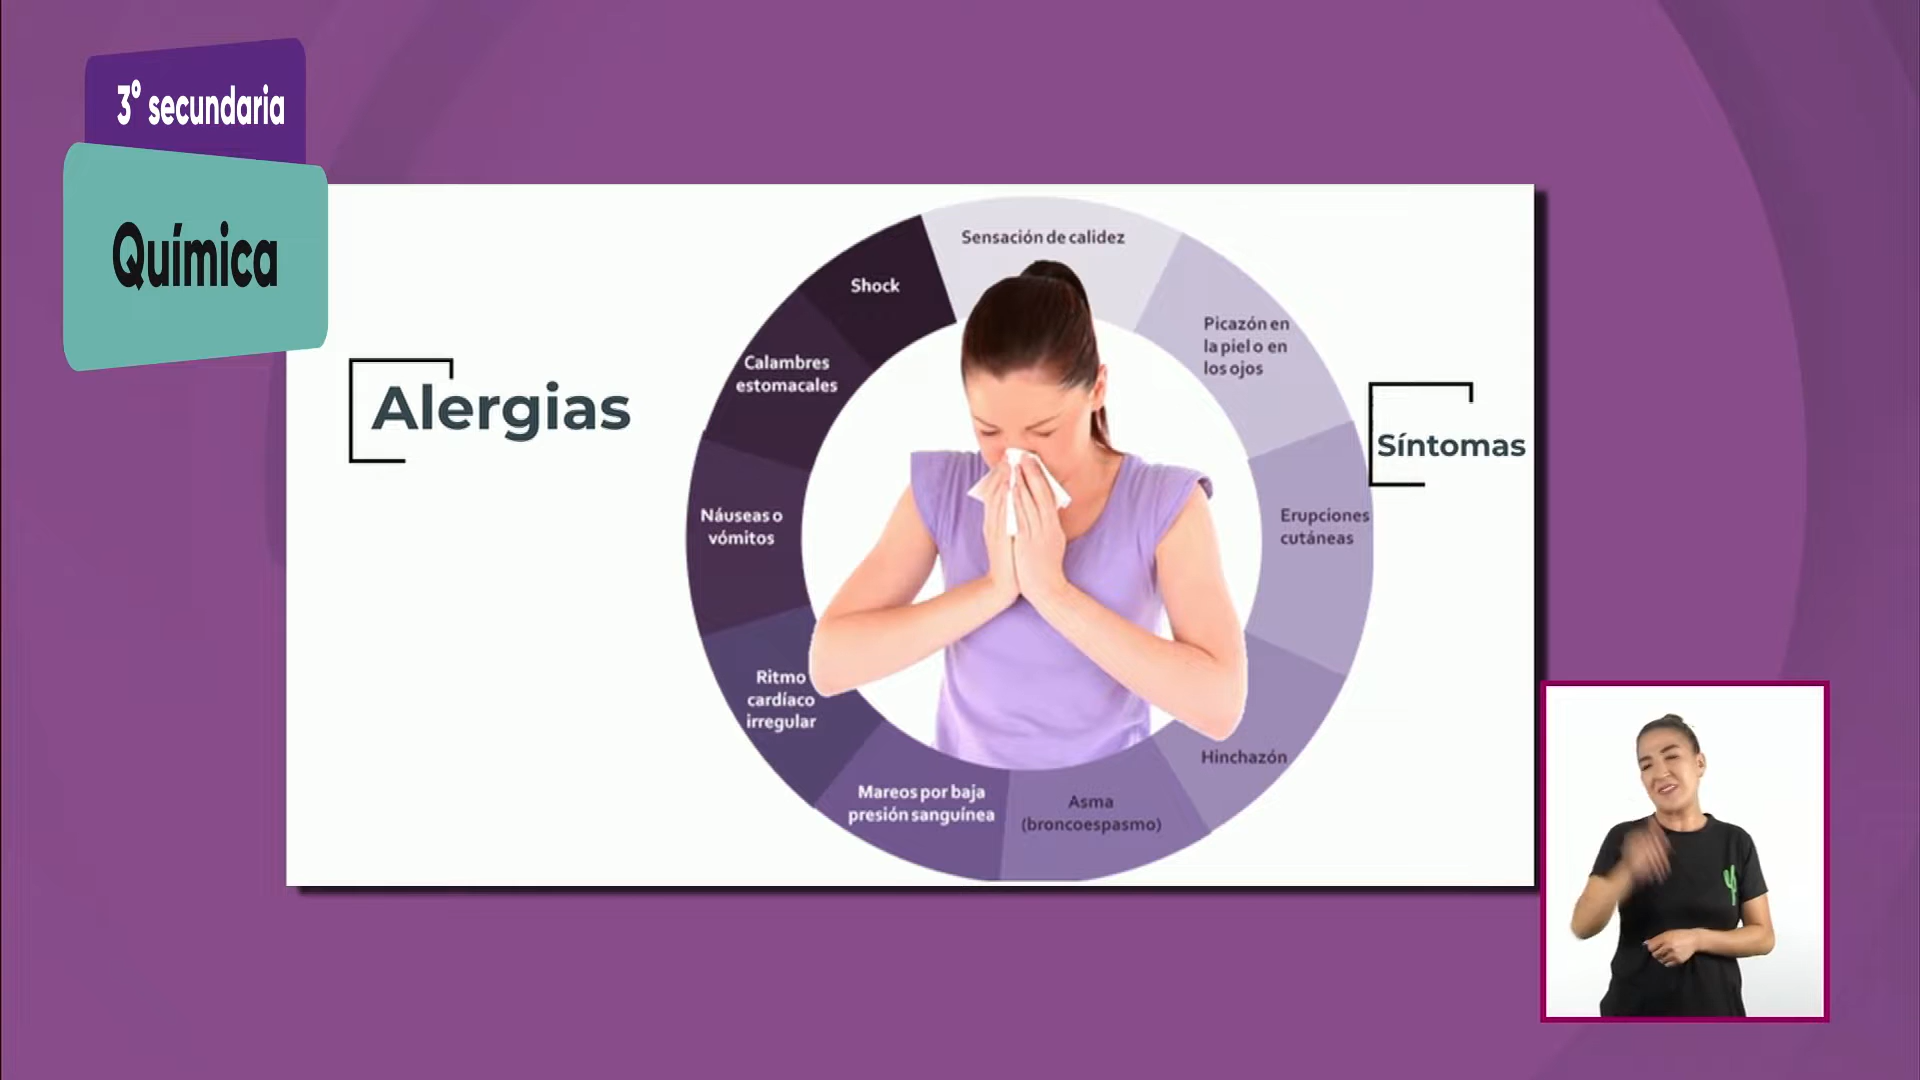 3° secundaria
Química
Alergias
Síntomas
Sensación de calidez
Picazón en
la piel o en
los ojos
Erupciones
cutáneas
Hinchazón
Asma
(broncoespasmo)
Mareos por baja
presión sanguínea
Ritmo
cardíaco
irregular
Náuseas o
vómitos
Calambres
estomacales
Shock